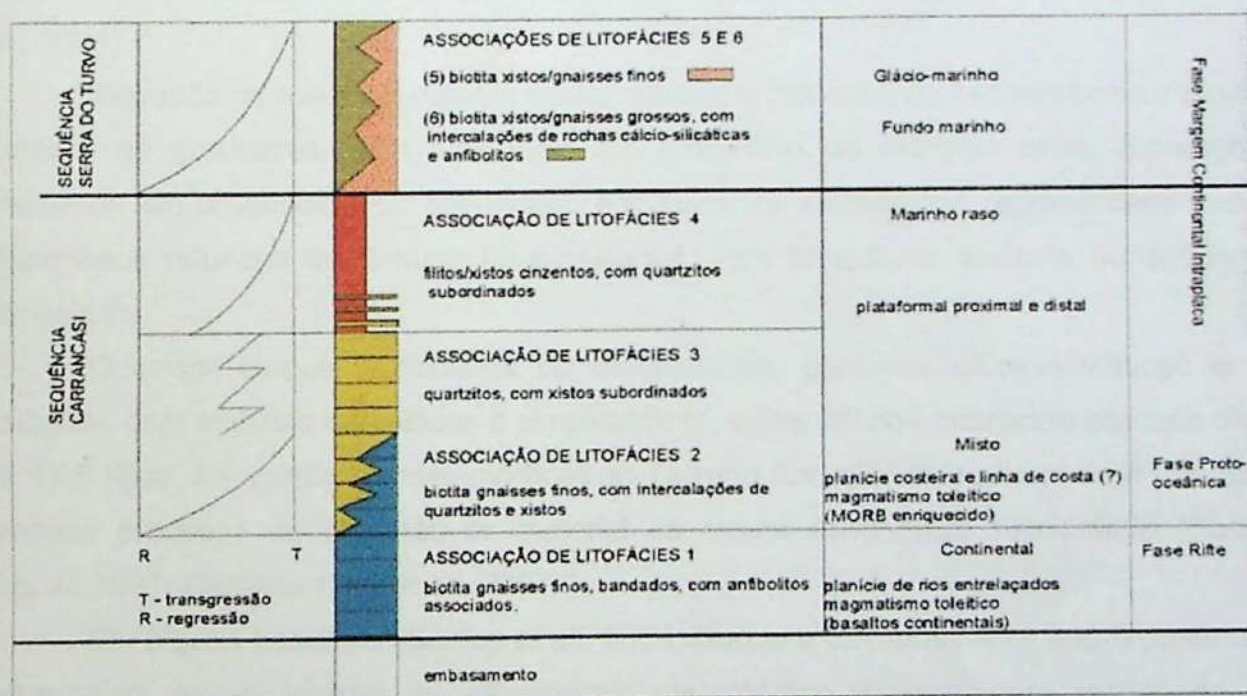 SEQUÊNCIA
SERRA DO TURVO
ASSOCIAÇÕES DE LITOFÁCIES 5 E 6
(5) biotita xistos/gnaisses finos
(6) biotita xistos/gnaisses grossos, com
intercalações de rochas cálcio-silicáticas
e anfibolitos
Glácio-marinho
Fundo marinho
Fase Margem Continontal Intraplaca
SEQUÊNCIA
CARRANCASI
ASSOCIAÇÃO DE LITOFÁCIES 4
filitos/xistos cinzentos, com quartzitos
subordinados
Marinho raso
plataformal proximal e distal
ASSOCIAÇÃO DE LITOFÁCIES 3
quartzitos, com xistos subordinados
ASSOCIAÇÃO DE LITOFÁCIES 2
biotita gnaisses finos, com intercalações de
quartzitos e xistos
Misto
planície costeira e linha de costa (?)
magmatismo toleítico
(MORB enriquecido)
Fase Proto-
oceânica
R T
T - transgressão
R - regressão
ASSOCIAÇÃO DE LITOFÁCIES 1
biotita gnaisses finos, bandados, com anfibolitos
associados.
Continental
planície de rios entrelaçados
magmatismo toleítico
(basaltos continentais)
Fase Rifte
embasamento